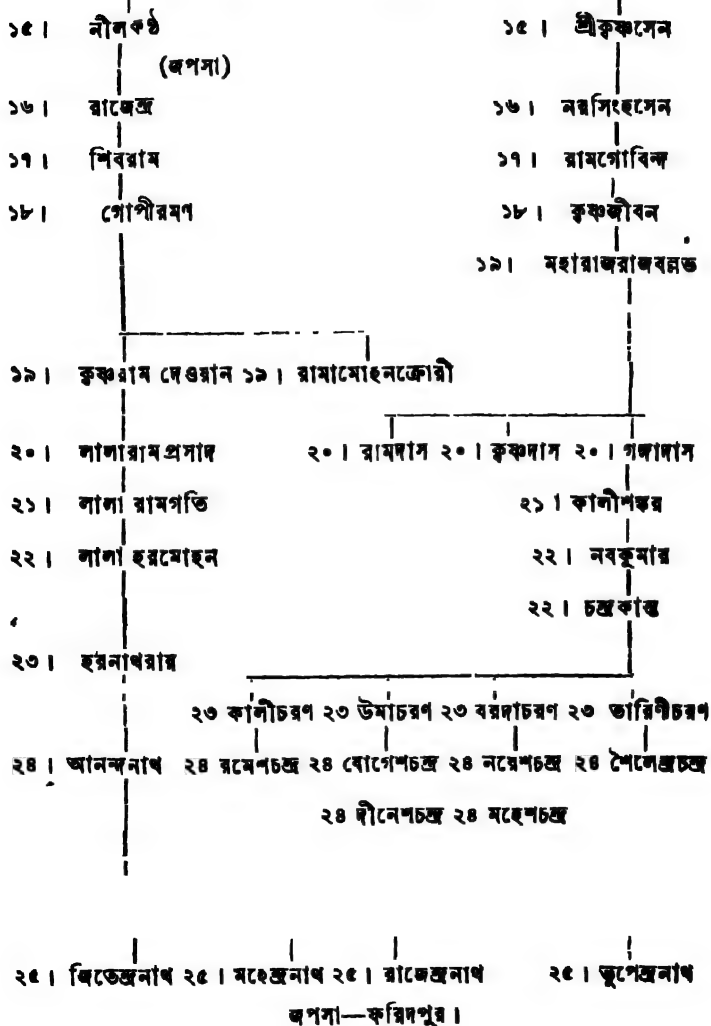 ১৫। নীলকণ্ঠ ১৫। শ্রীকৃষ্ণসেন
(জপসা)
১৬। রাজেন্দ্র ১৬। নরসিংহসেন
১৭। শিবরাম ১৭। রামগোবিন্দ
১৮। গোপীরমণ ১৮। কৃষ্ণজীবন
১৯। মহারাজরাজবল্লভ
১৯। কৃষ্ণরাম দেওয়ান ১৯। রামামোহনক্রোরী
২০। লালারামপ্রসাদ ২০। রামদাস ২০। কৃষ্ণদাস ২০। গঙ্গাদাস
২১। লালা রামগতি ২১। কালীশঙ্কর
২২। লালা হরমোহন ২২। নবকুমার
২২। চন্দ্রকান্ত
২৩। হরনাথরায়
২৩ কালীচরণ ২৩ উমাচরণ ২৩ বরদাচরণ ২৩ তারিণীচরণ
২৪। আনন্দনাথ ২৪ রমেশচন্দ্র ২৪ যোগেশচন্দ্র ২৪ নরেশচন্দ্র ২৪ শৈলেন্দ্রচন্দ্র
২৪ দীনেশচন্দ্র ২৪ মহেশচন্দ্র
২৫। জিতেন্দ্রনাথ ২৫। মহেন্দ্রনাথ ২৫। রাজেন্দ্রনাথ ২৫। ভূপেন্দ্রনাথ
জপসা—ফরিদপুর।